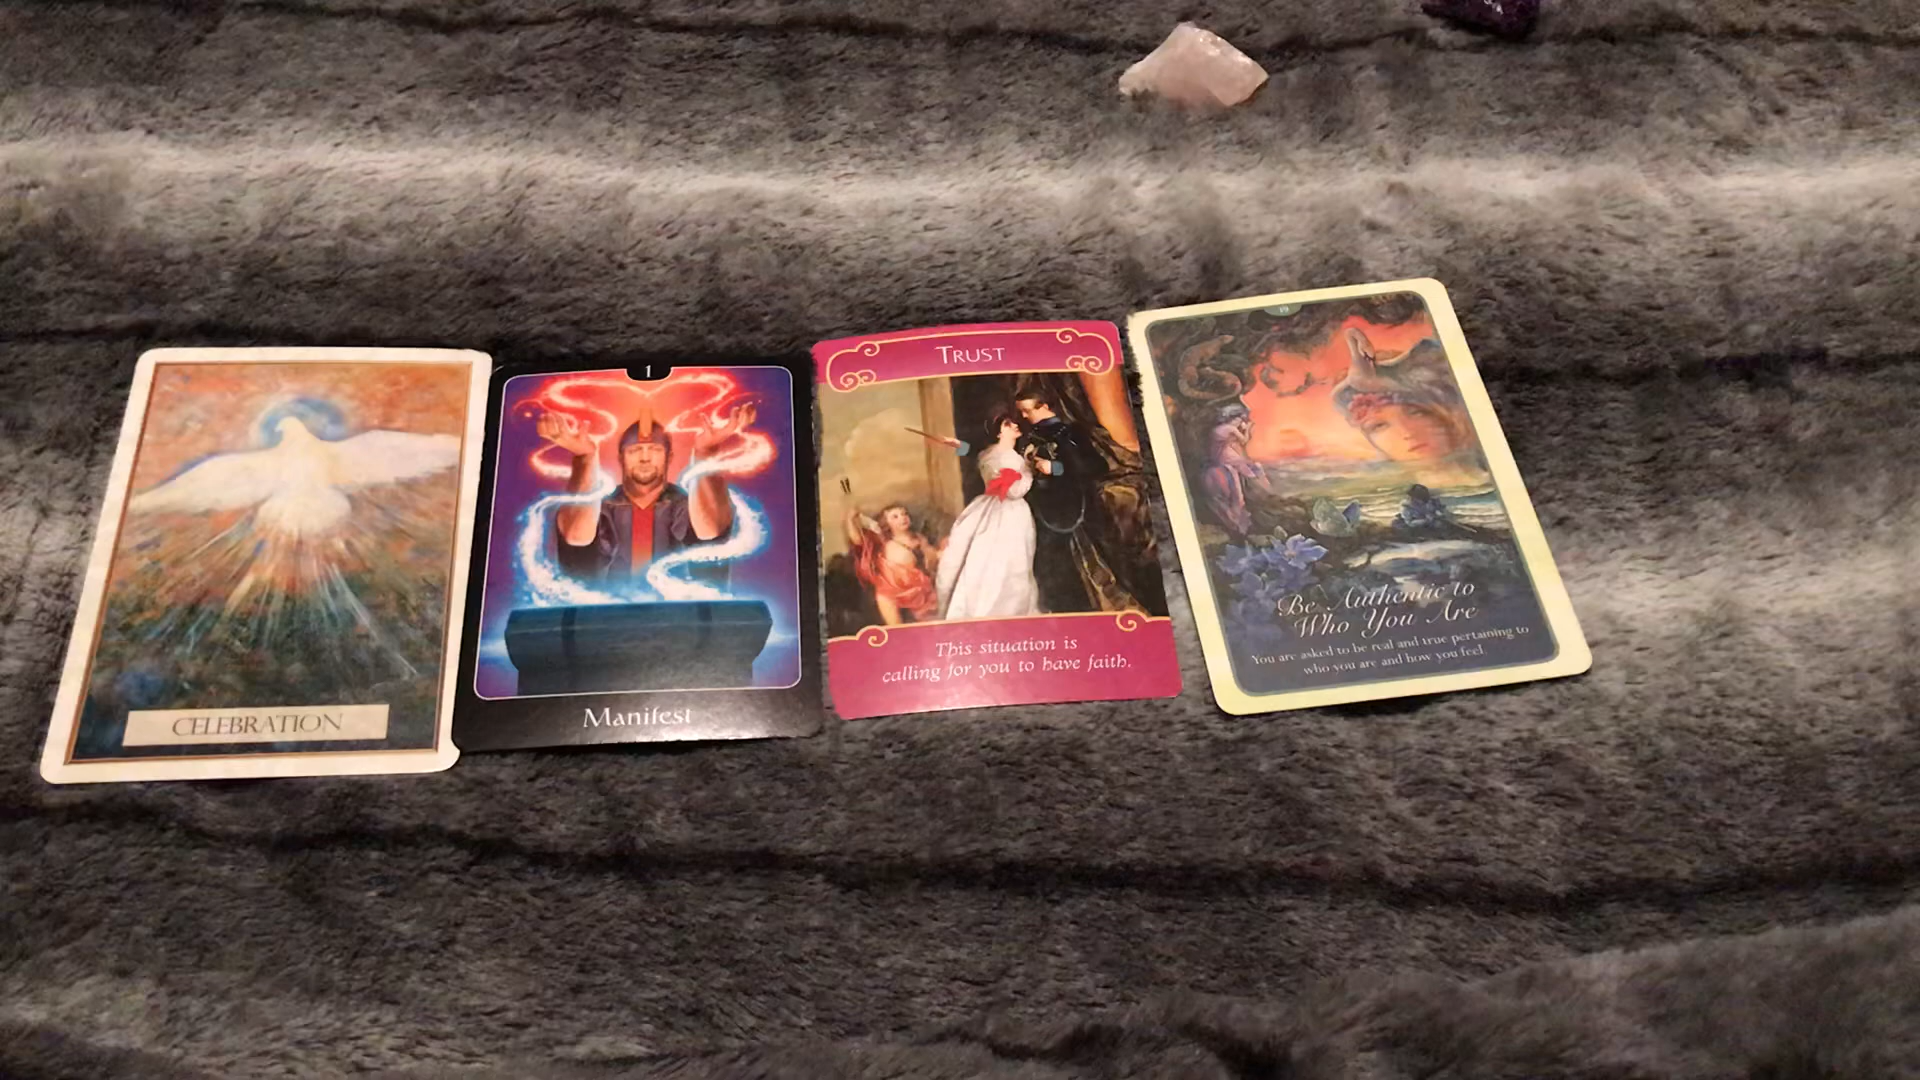 CELEBRATION
1
Manifest
TRUST
This situation is
calling for you to have faith.
19
Be Authentic to
Who You Are
You are asked to be real and true pertaining to
who you are and how you feel.